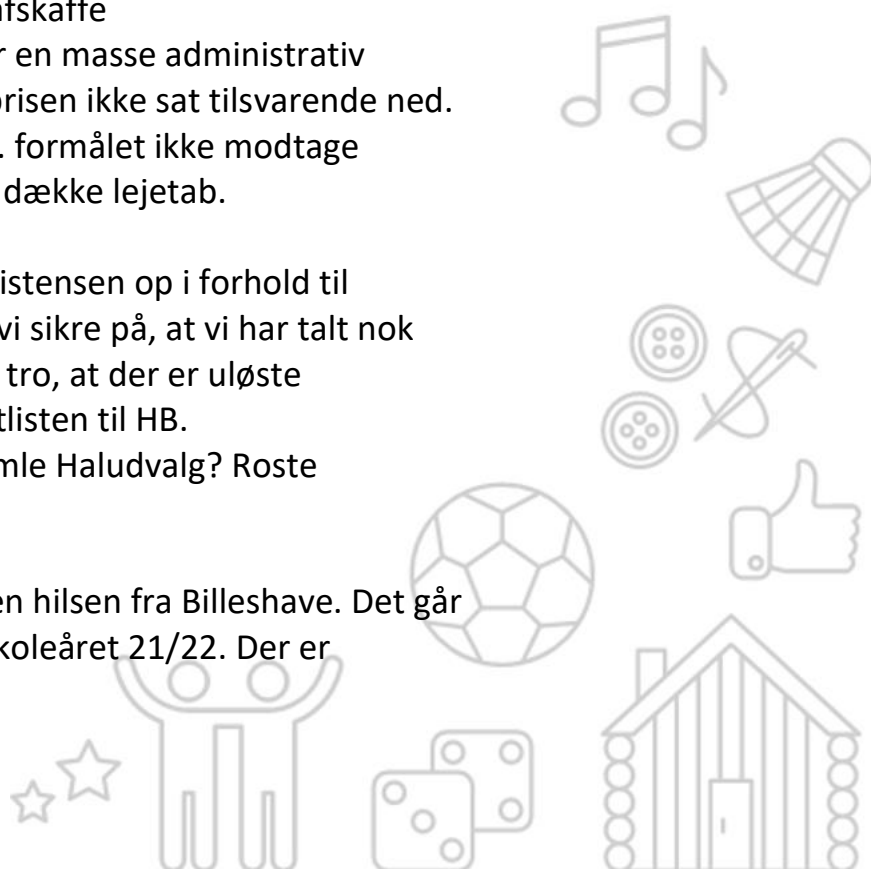 afskaffe
r en masse administrativ
prisen ikke sat tilsvarende ned.
. formålet ikke modtage
dække lejetab.
istensen op i forhold til
vi sikre på, at vi har talt nok
tro, at der er uløste
tlisten til HB.
mle Haludvalg? Roste
en hilsen fra Billeshave. Det går
koleåret 21/22. Der er